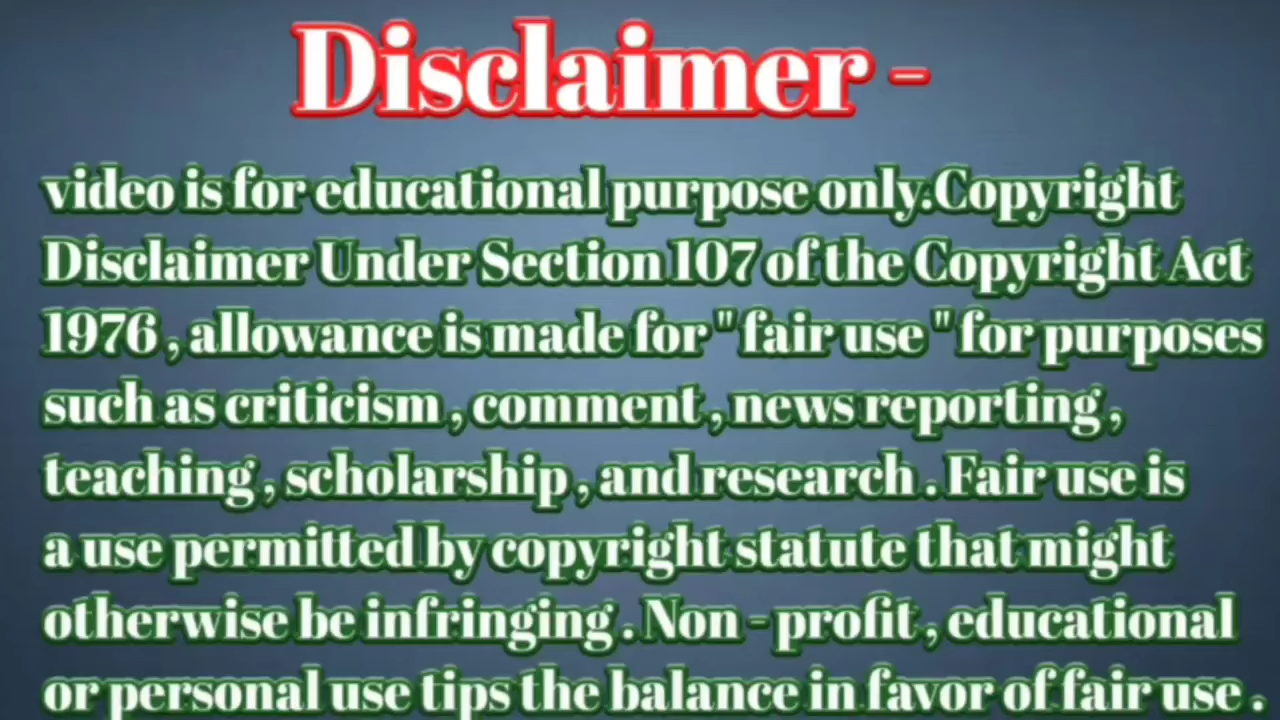 Disclaimer -
video is for educational purpose only.Copyright
Disclaimer Under Section 107 of the Copyright Act
1976 , allowance is made for " fair use " for purposes
such as criticism , comment , news reporting ,
teaching , scholarship , and research . Fair use is
a use permitted by copyright statute that might
otherwise be infringing . Non - profit , educational
or personal use tips the balance in favor of fair use .